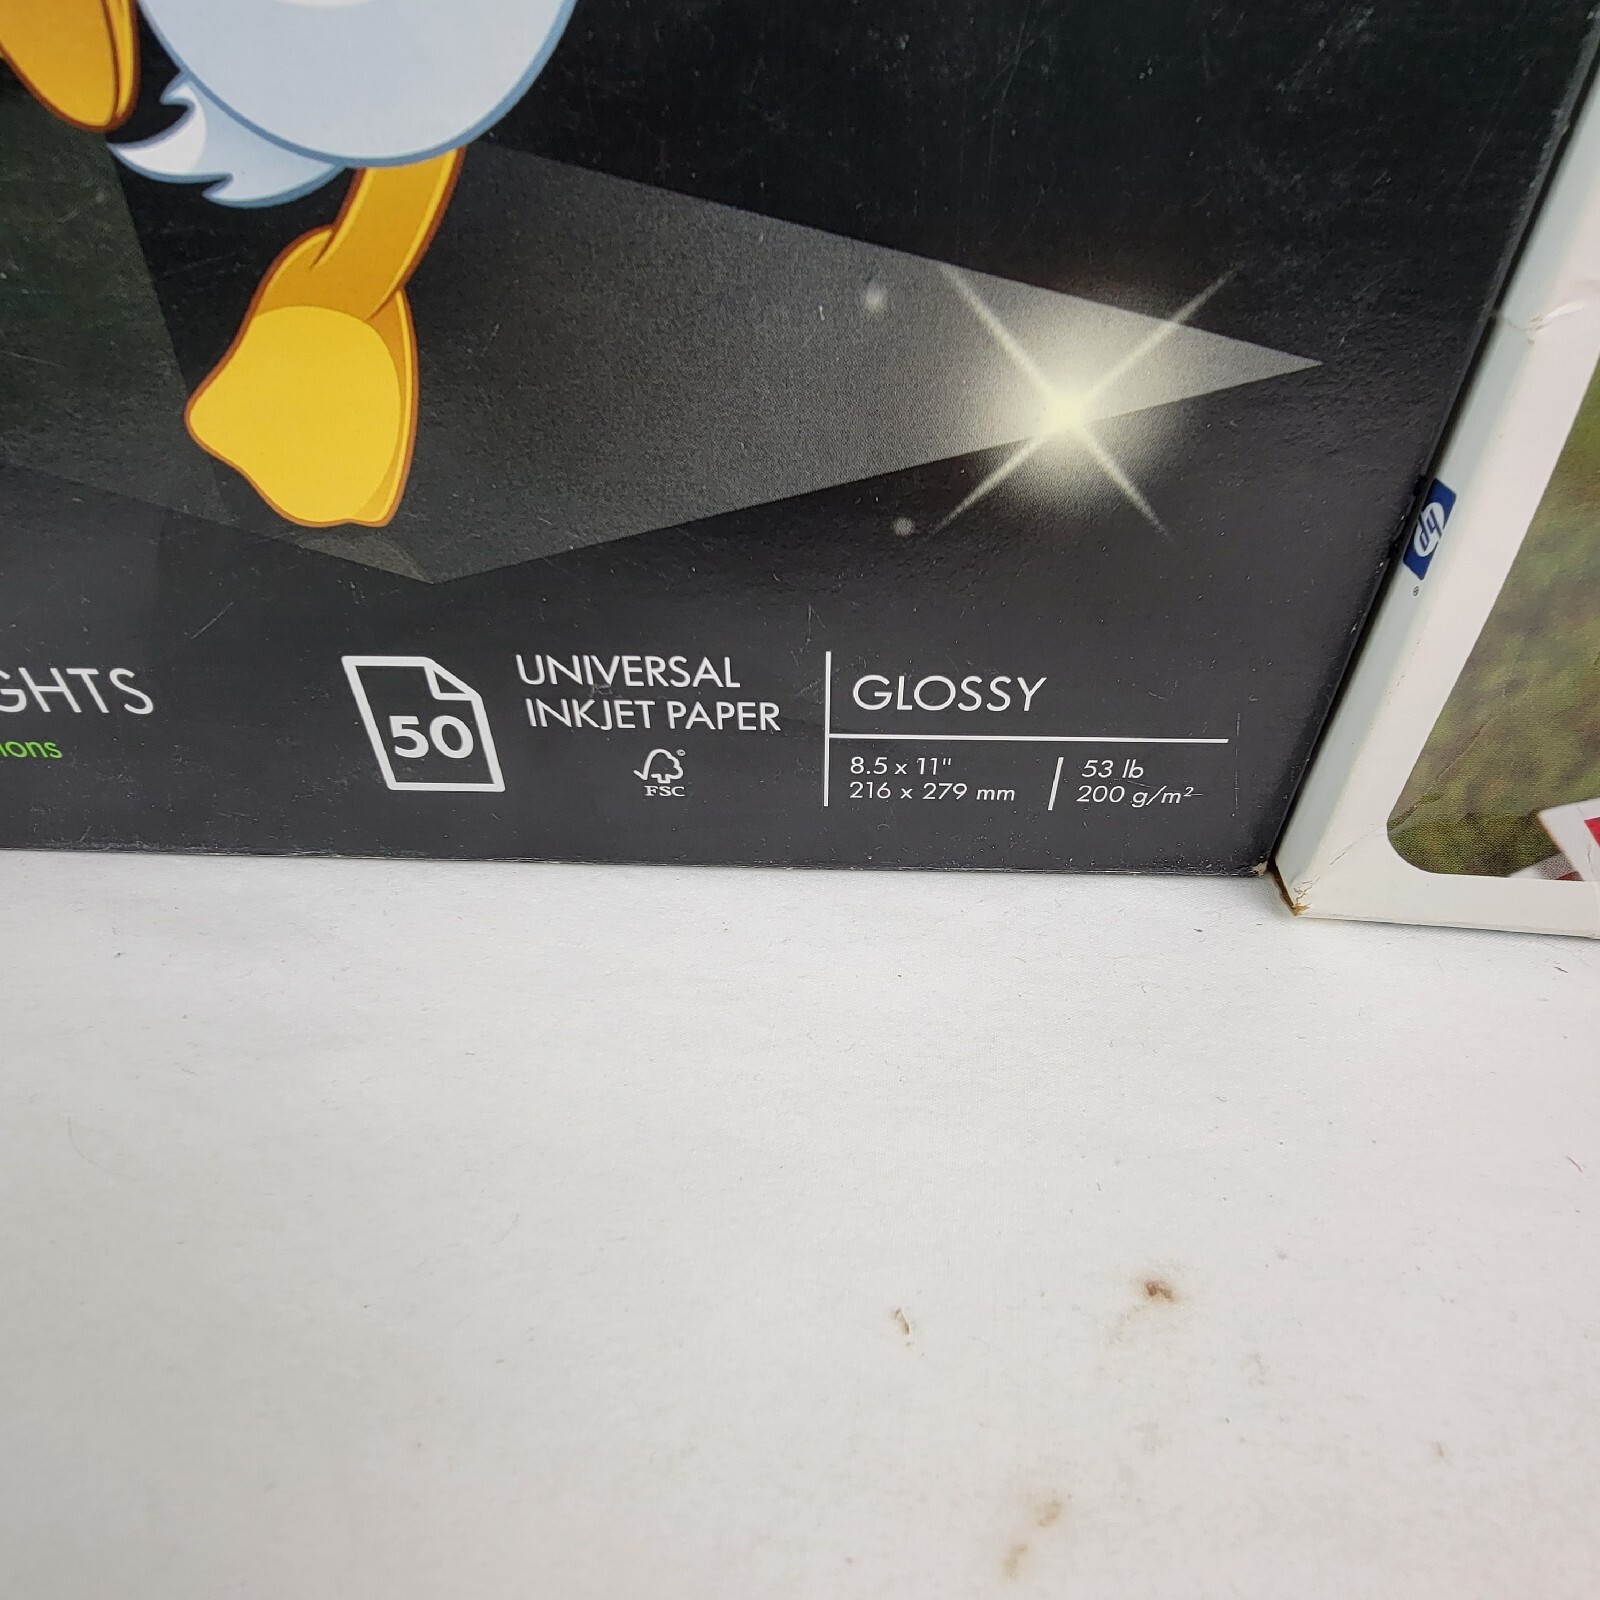 GHTS
ions
50
UNIVERSAL
INKJET PAPER
FSC
GLOSSY
8.5 x 11"
216 x 279 mm
53 lb
200 g/m²
hp